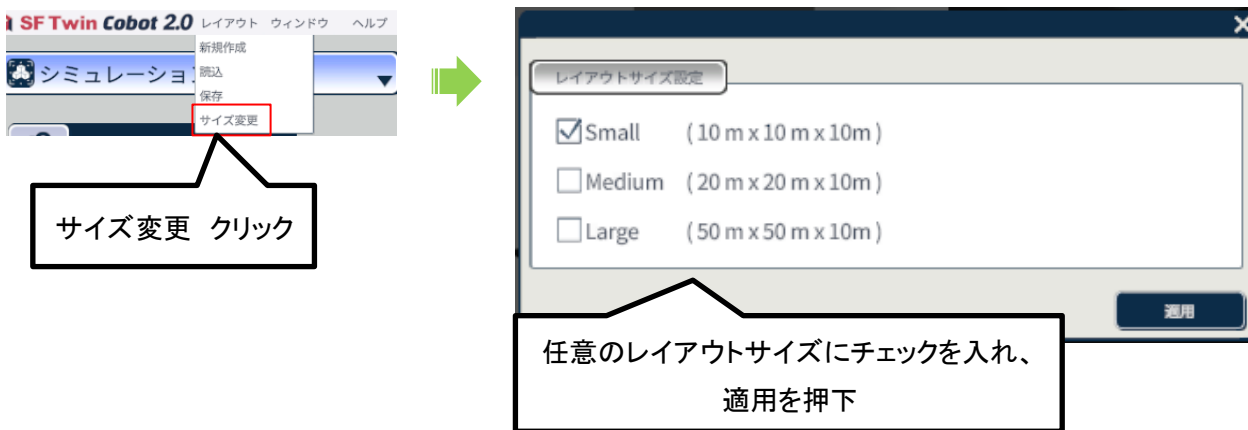 SF Twin Cobot 2.0 レイアウト ウィンドウ ヘルプ
新規作成
シミュレーション
読込
保存
サイズ変更
サイズ変更 クリック
レイアウトサイズ設定
Small (10 m x 10 m x 10m)
Medium (20 m x 20 m x 10m)
Large (50 m x 50 m x 10m)
適用
任意のレイアウトサイズにチェックを入れ、
適用を押下